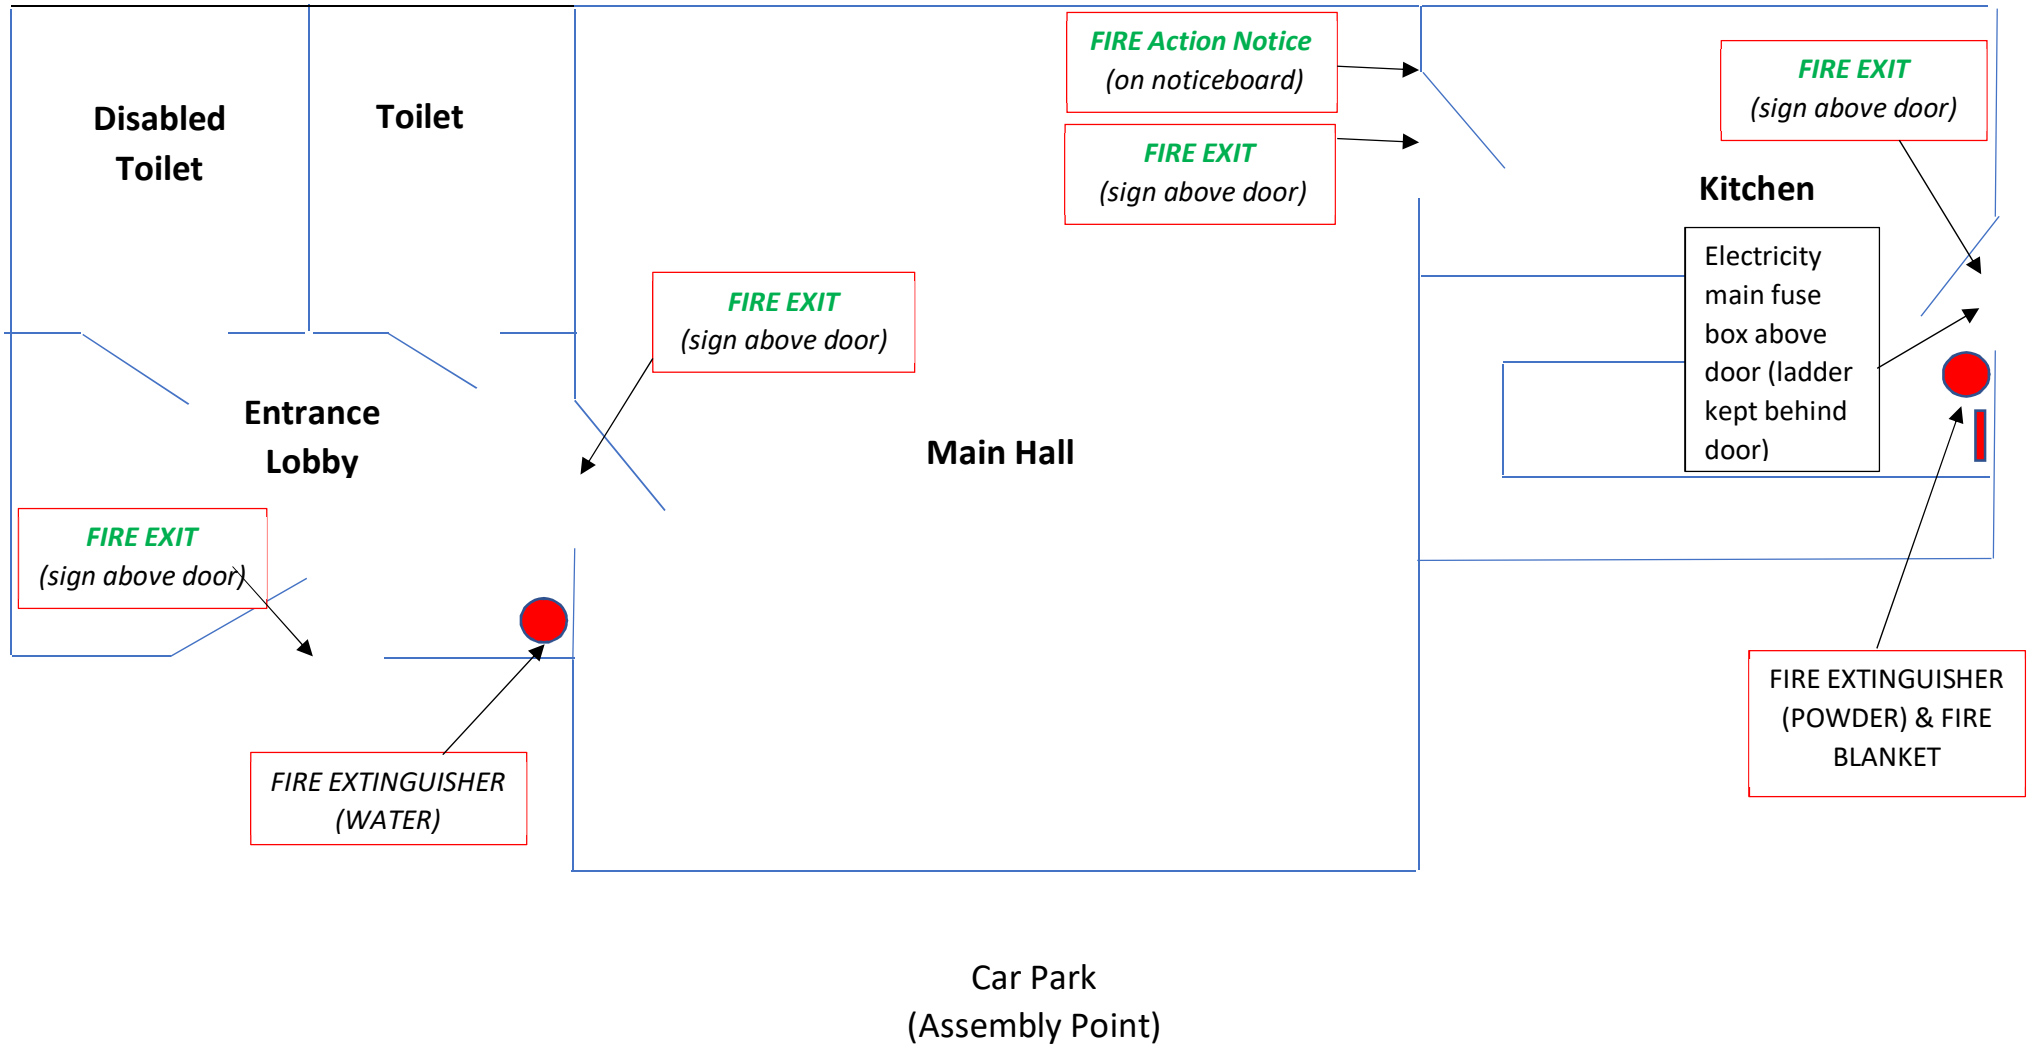 Disabled
Toilet
Toilet
FIRE Action Notice
(on noticeboard)
FIRE EXIT
(sign above door)
FIRE EXIT
(sign above door)
Kitchen
Electricity
main fuse
box above
door (ladder
kept behind
door)
FIRE EXIT
(sign above door)
Entrance
Lobby
Main Hall
FIRE EXIT
(sign above door)
FIRE EXTINGUISHER
(WATER)
FIRE EXTINGUISHER
(POWDER) & FIRE
BLANKET
Car Park
(Assembly Point)